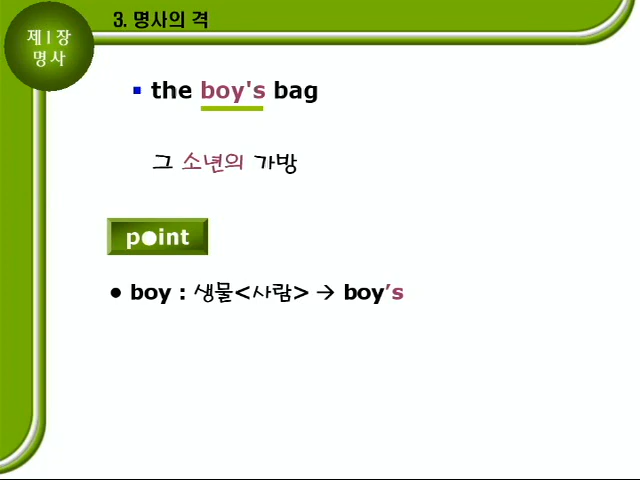 3. 명사의 격
제 I 장
명사
▪ the boy's bag
그 소년의 가방
point
● boy : 생물<사람> → boy’s